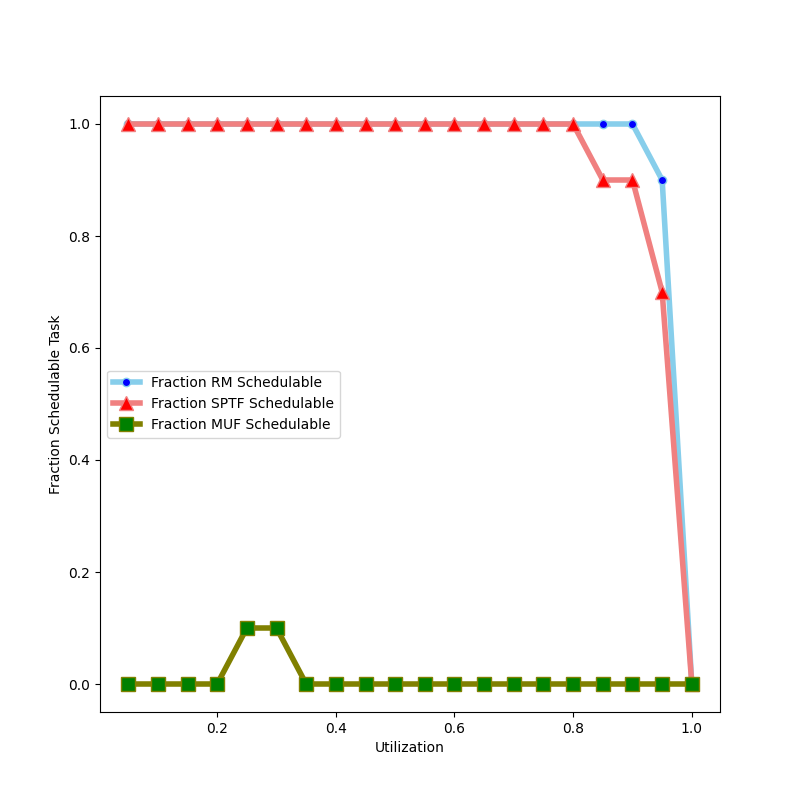 1.0
0.8
0.6
0.4
0.2
0.0
Fraction Schedulable Task
Fraction RM Schedulable
Fraction SPTF Schedulable
Fraction MUF Schedulable
0.2 0.4 0.6 0.8 1.0
Utilization